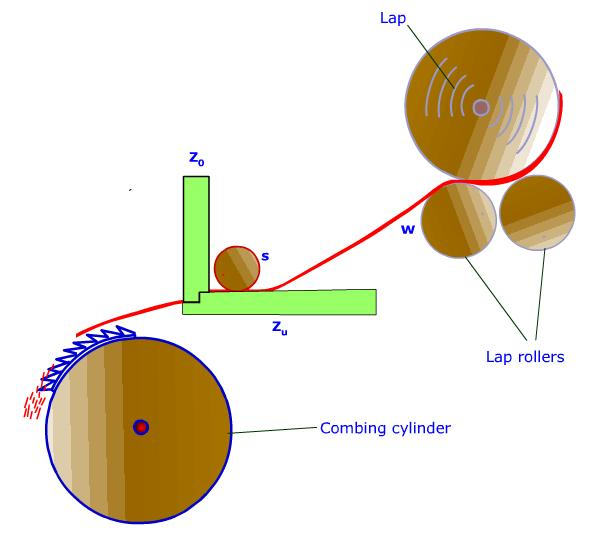 Lap
Z₀
s
W
Zᵤ
Lap rollers
Combing cylinder